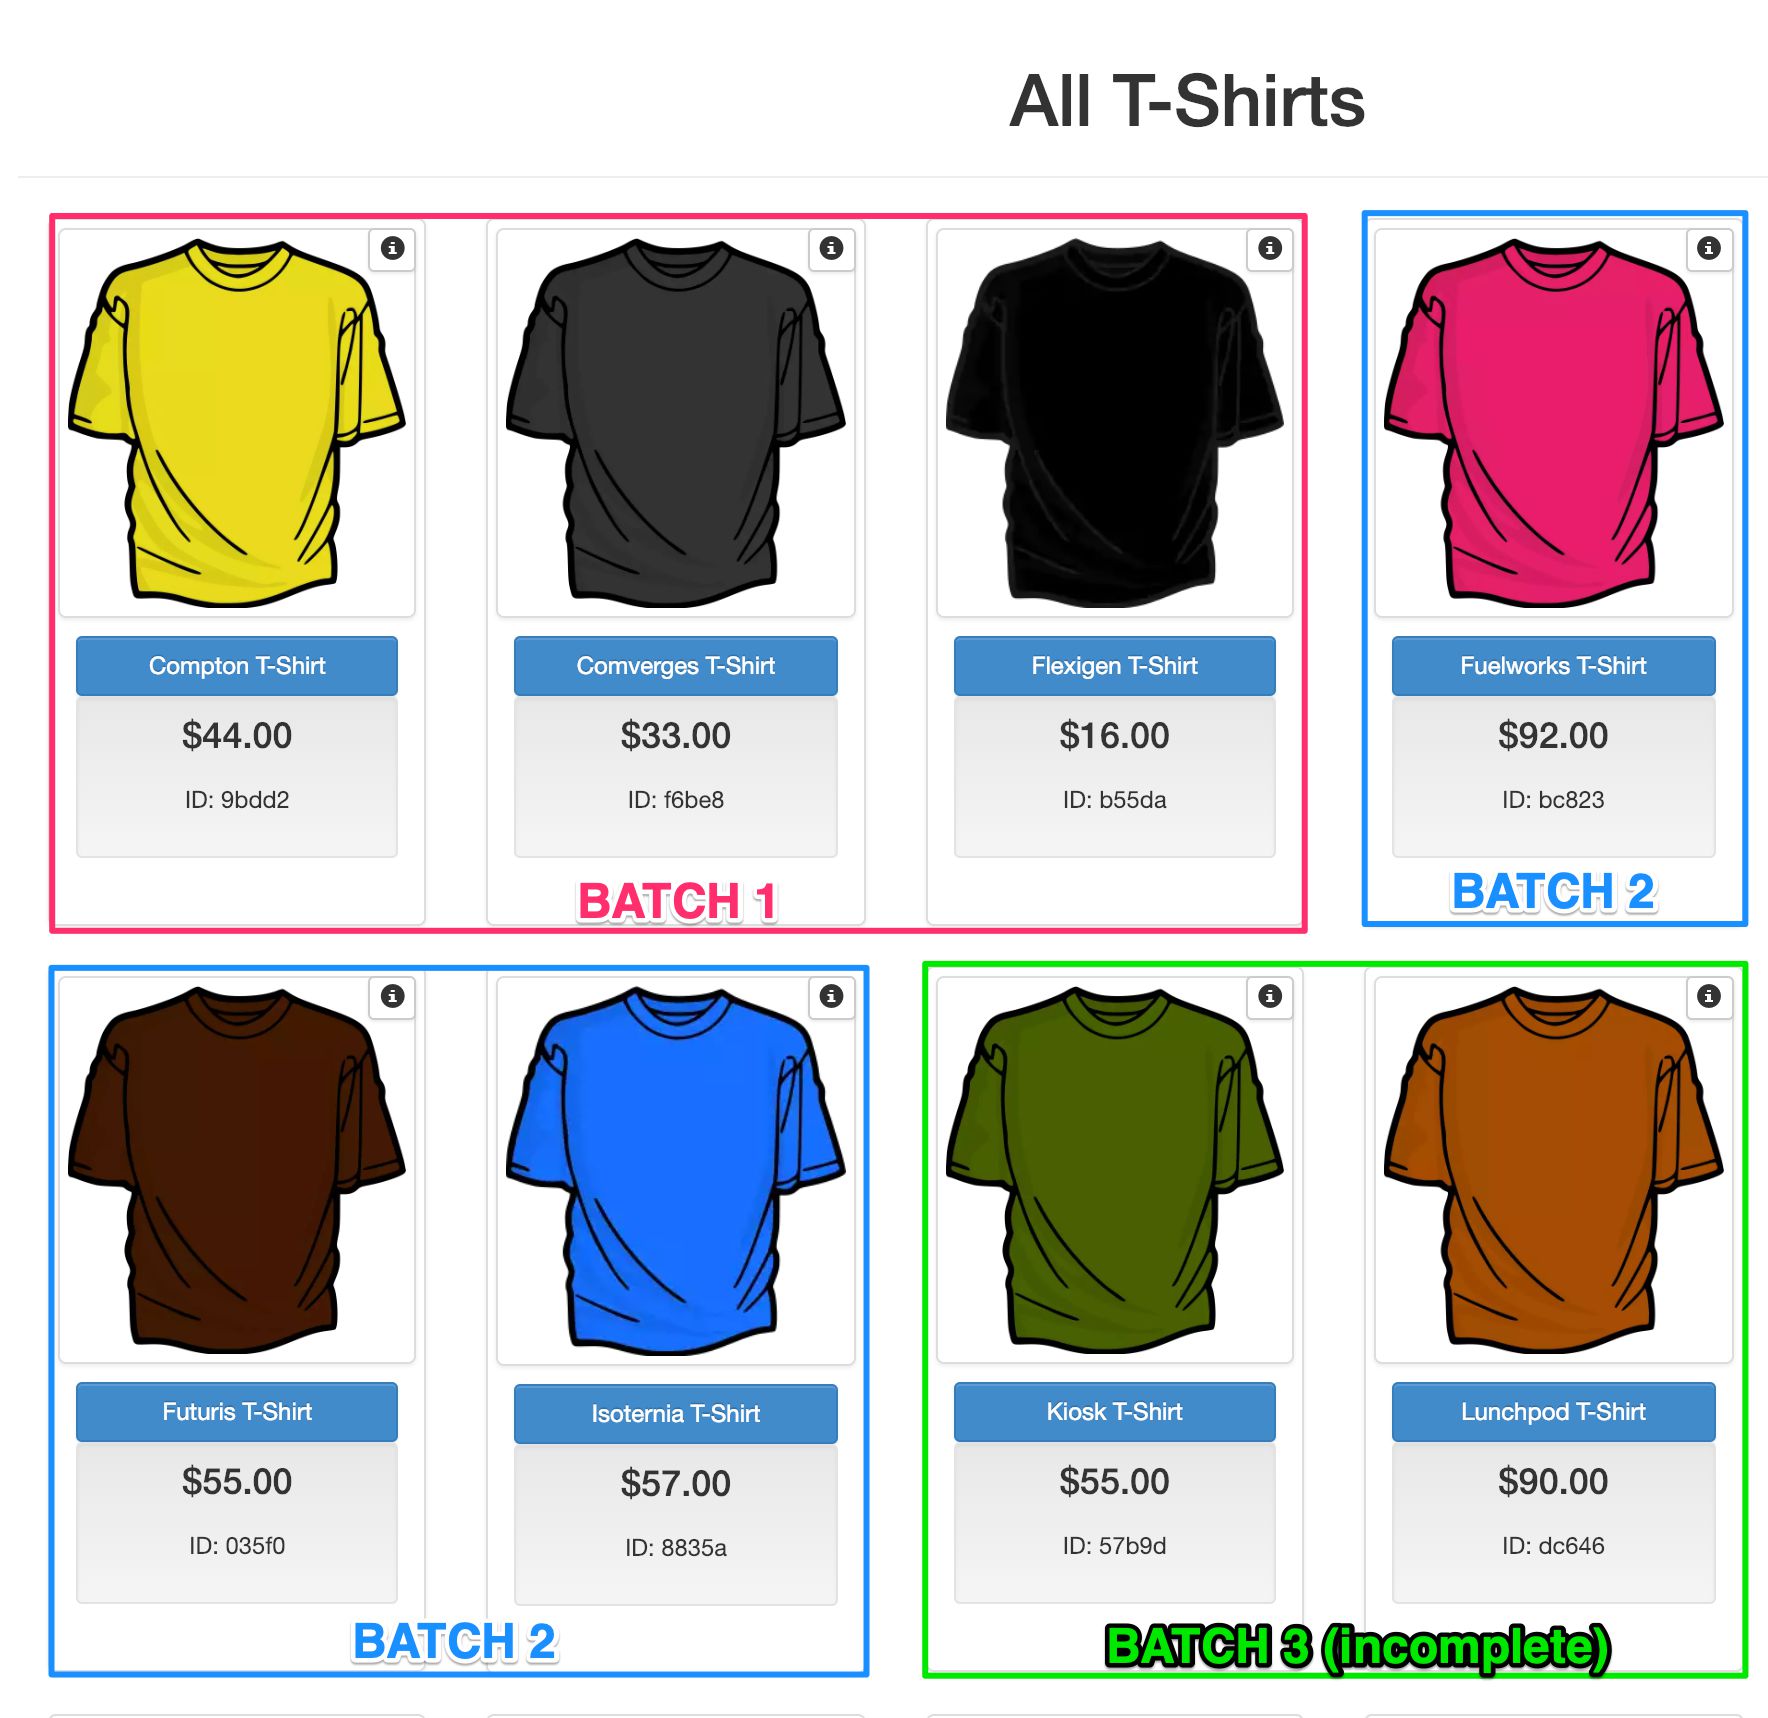 All T-Shirts
Compton T-Shirt
$44.00
ID: 9bdd2
Comverges T-Shirt
$33.00
ID: f6be8
Flexigen T-Shirt
$16.00
ID: b55da
BATCH 1
Fuelworks T-Shirt
$92.00
ID: bc823
BATCH 2
Futuris T-Shirt
$55.00
ID: 035f0
Isoternia T-Shirt
$57.00
ID: 8835a
BATCH 2
Kiosk T-Shirt
$55.00
ID: 57b9d
Lunchpod T-Shirt
$90.00
ID: dc646
BATCH 3 (incomplete)